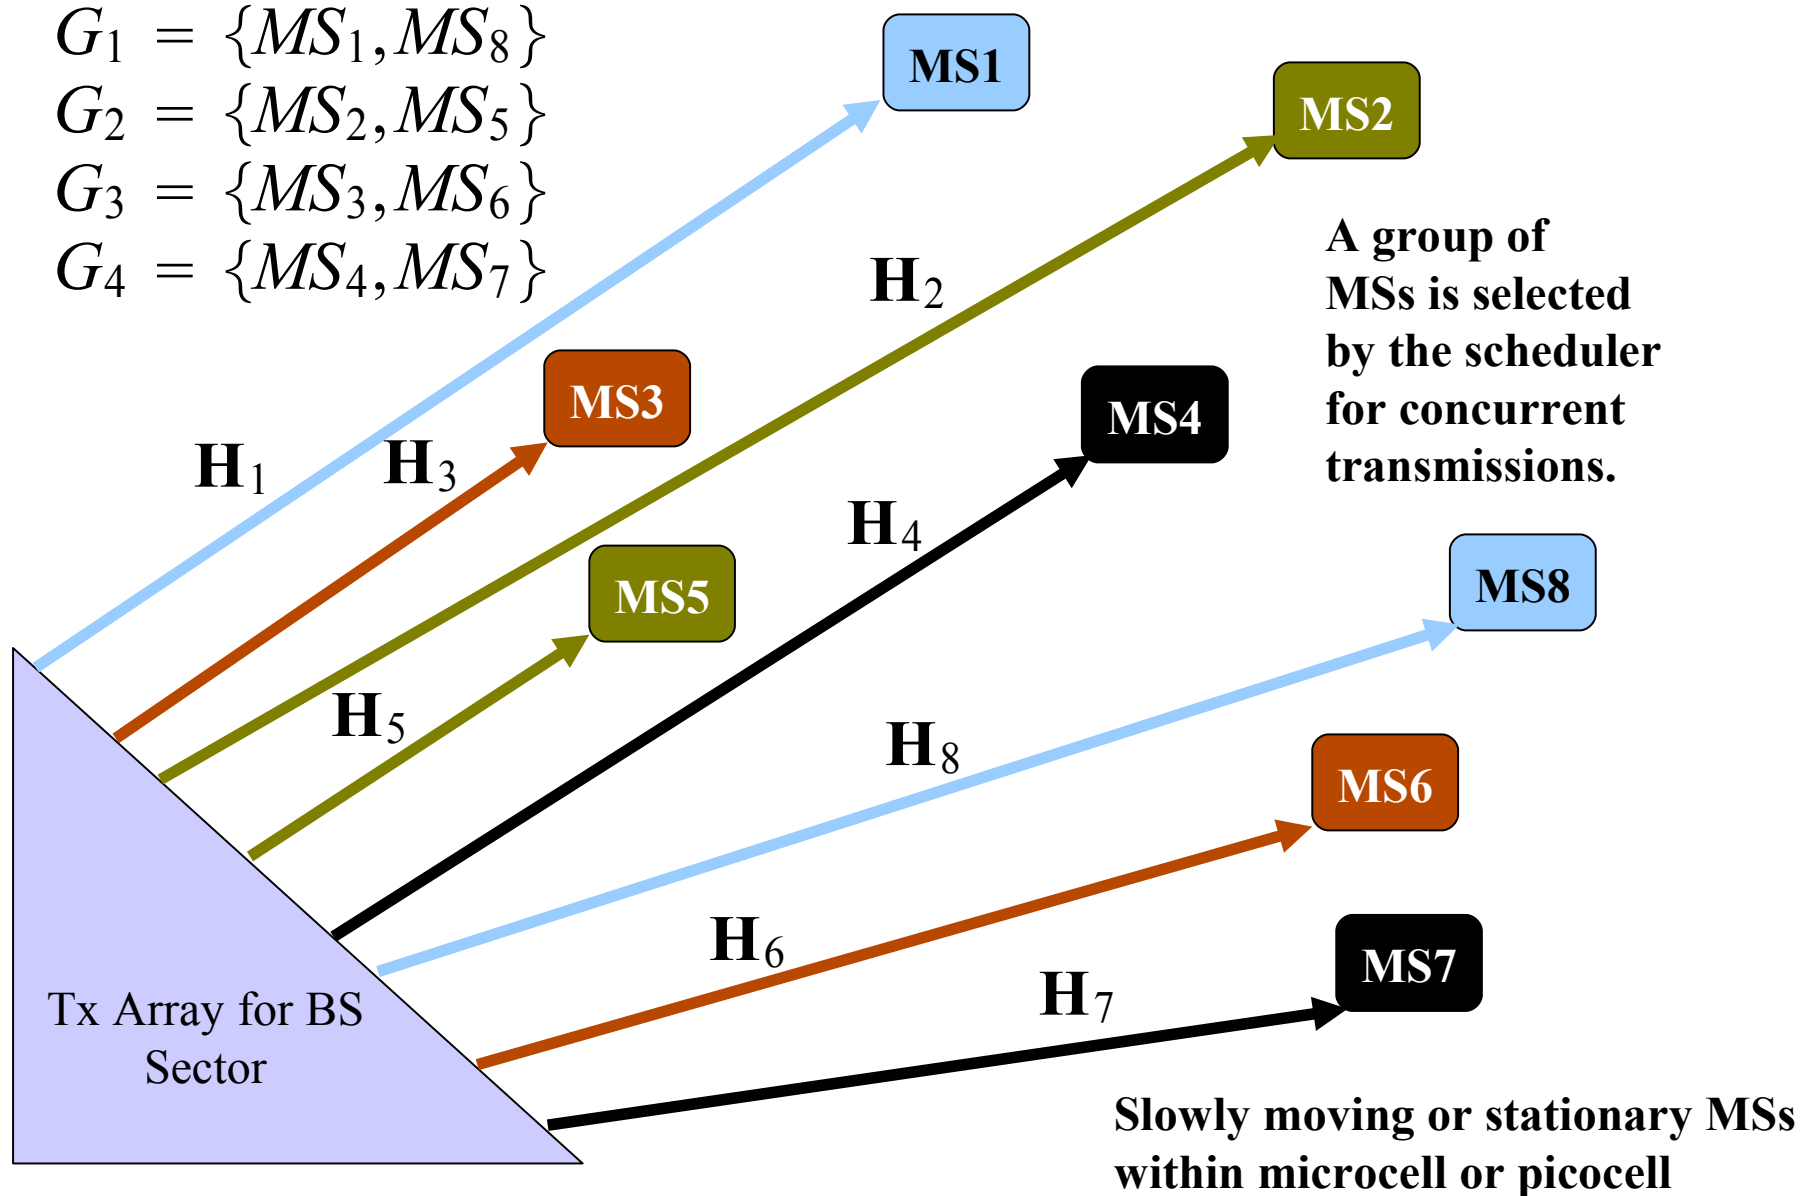 G₁ = {MS₁, MS₈}
G₂ = {MS₂, MS₅}
G₃ = {MS₃, MS₆}
G₄ = {MS₄, MS₇}
MS1
MS2
H₂
A group of
MSs is selected
by the scheduler
for concurrent
transmissions.
MS3
MS4
H₁
H₃
H₄
MS5
MS8
H₅
H₈
MS6
H₆
MS7
H₇
Tx Array for BS
Sector
Slowly moving or stationary MSs
within microcell or picocell